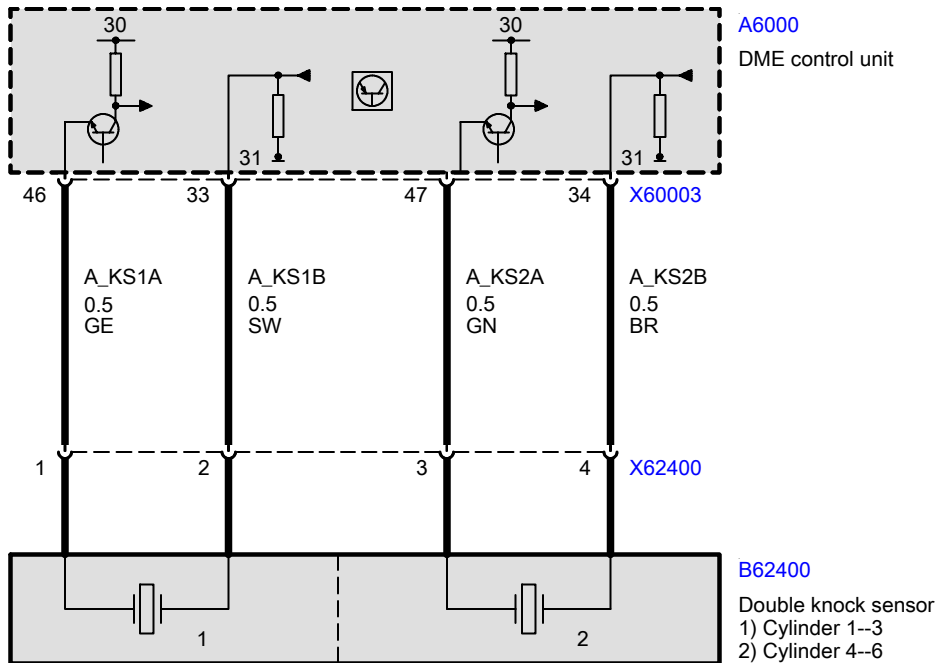 30
30
A6000
DME control unit
31
31
46
33
47
34
X60003
A_KS1A
0.5
GE
A_KS1B
0.5
SW
A_KS2A
0.5
GN
A_KS2B
0.5
BR
1
2
3
4
X62400
B62400
Double knock sensor
1) Cylinder 1--3
2) Cylinder 4--6
1
2